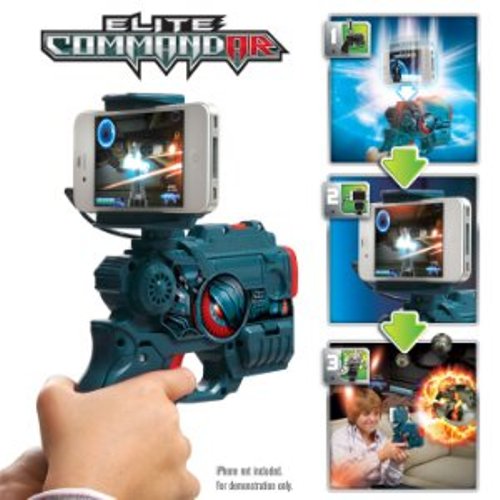 ELITE
COMMANDAR
1
2
3
iPhone not included.
For demonstration only.